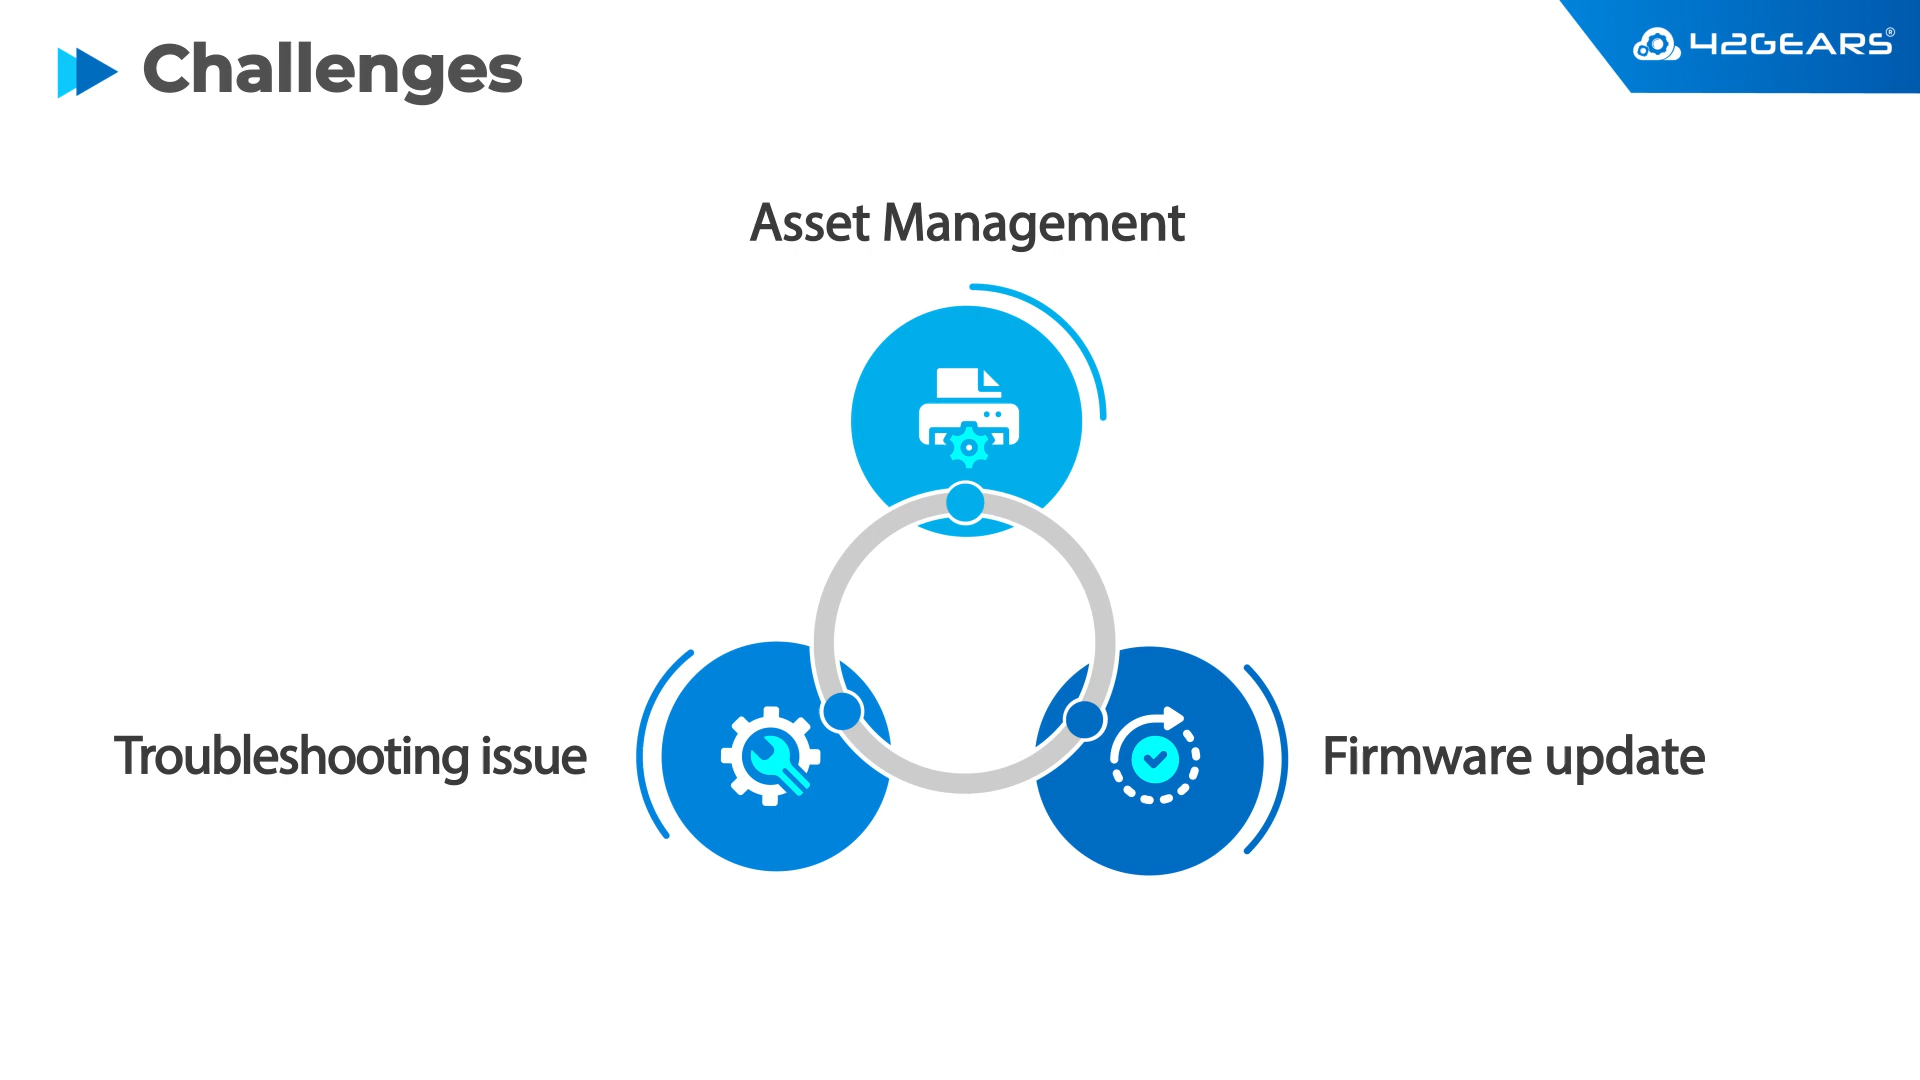 Challenges
42GEARS®
Asset Management
Troubleshooting issue
Firmware update